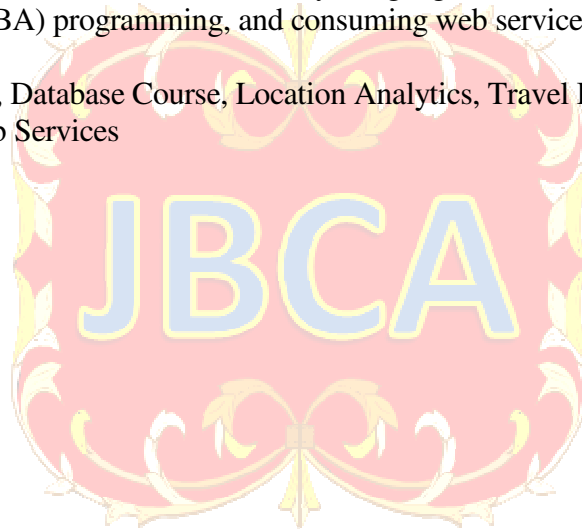 BA) programming, and consuming web service
, Database Course, Location Analytics, Travel
Services
JBCA